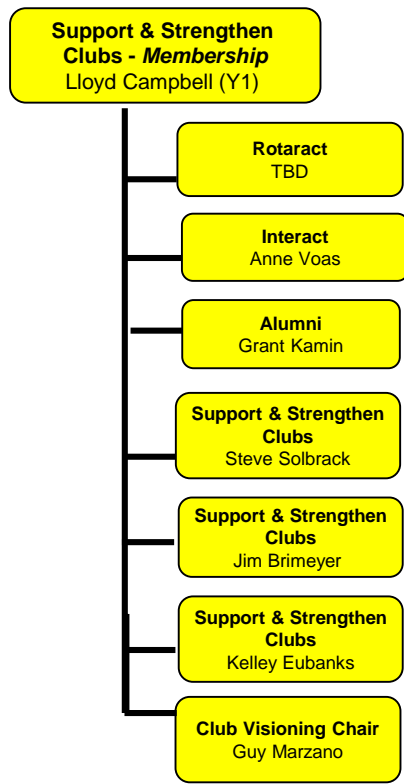 Support & Strengthen
Clubs - Membership
Lloyd Campbell (Y1)
Rotaract
TBD
Interact
Anne Voas
Alumni
Grant Kamin
Support & Strengthen
Clubs
Steve Solbrack
Support & Strengthen
Clubs
Jim Brimeyer
Support & Strengthen
Clubs
Kelley Eubanks
Club Visioning Chair
Guy Marzano